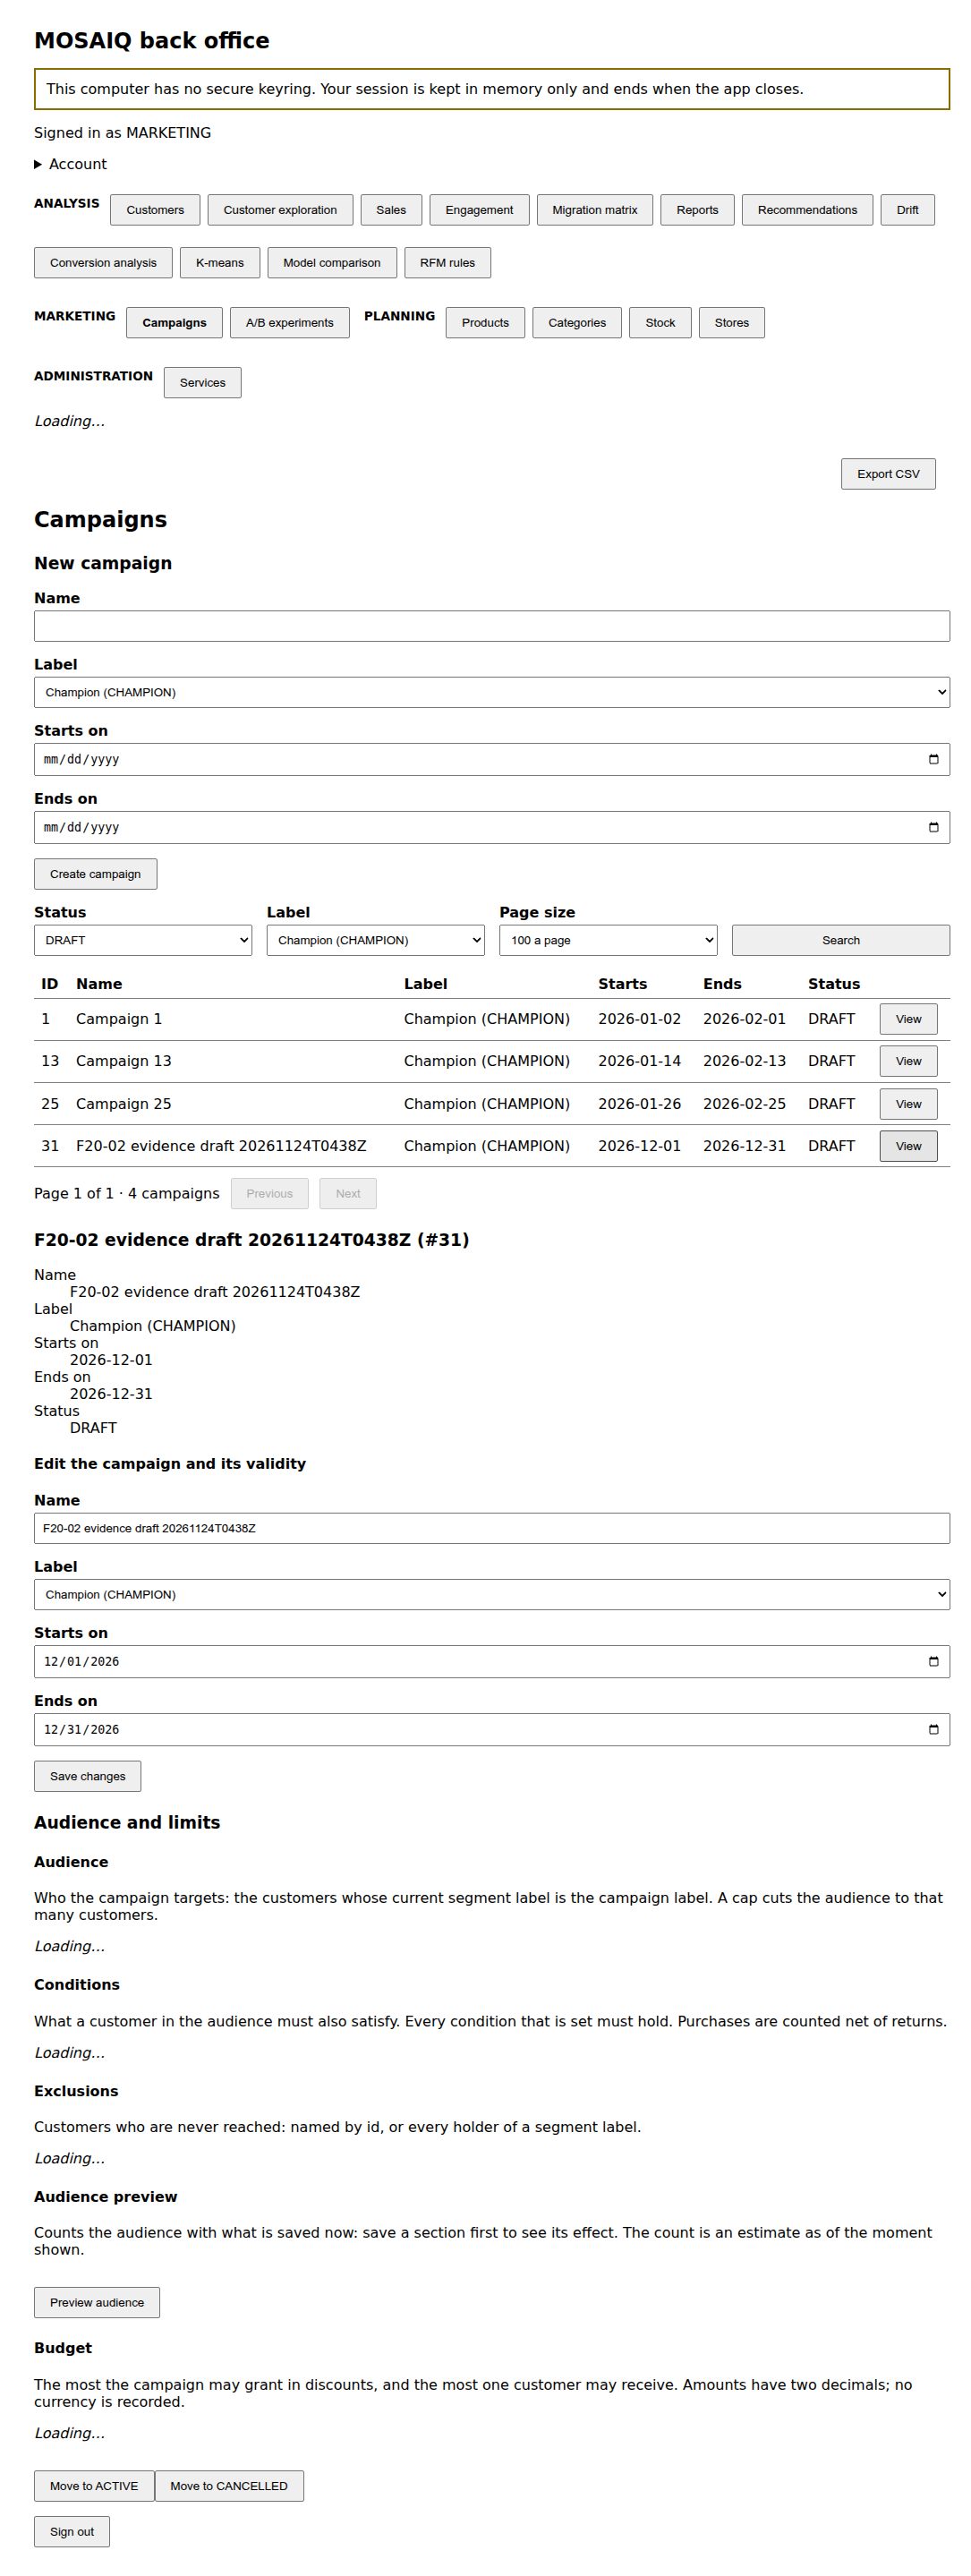 MOSAIQ back office
This computer has no secure keyring. Your session is kept in memory only and ends when the app closes.
Signed in as MARKETING
Account
ANALYSIS Customers Customer exploration Sales Engagement Migration matrix Reports Recommendations Drift
Conversion analysis K-means Model comparison RFM rules
MARKETING Campaigns A/B experiments PLANNING Products Categories Stock Stores
ADMINISTRATION Services
Loading...
Export CSV
Campaigns
New campaign
Name
Label
Champion (CHAMPION)
Starts on
mm/dd/yyyy
Ends on
mm/dd/yyyy
Create campaign
Status Label Page size
DRAFT Champion (CHAMPION) 100 a page Search
ID Name Label Starts Ends Status
1 Campaign 1 Champion (CHAMPION) 2026-01-02 2026-02-01 DRAFT View
13 Campaign 13 Champion (CHAMPION) 2026-01-14 2026-02-13 DRAFT View
25 Campaign 25 Champion (CHAMPION) 2026-01-26 2026-02-25 DRAFT View
31 F20-02 evidence draft 20261124T0438Z Champion (CHAMPION) 2026-12-01 2026-12-31 DRAFT View
Page 1 of 1 · 4 campaigns Previous Next
F20-02 evidence draft 20261124T0438Z (#31)
Name
F20-02 evidence draft 20261124T0438Z
Label
Champion (CHAMPION)
Starts on
2026-12-01
Ends on
2026-12-31
Status
DRAFT
Edit the campaign and its validity
Name
F20-02 evidence draft 20261124T0438Z
Label
Champion (CHAMPION)
Starts on
12/01/2026
Ends on
12/31/2026
Save changes
Audience and limits
Audience
Who the campaign targets: the customers whose current segment label is the campaign label. A cap cuts the audience to that
many customers.
Loading...
Conditions
What a customer in the audience must also satisfy. Every condition that is set must hold. Purchases are counted net of returns.
Loading...
Exclusions
Customers who are never reached: named by id, or every holder of a segment label.
Loading...
Audience preview
Counts the audience with what is saved now: save a section first to see its effect. The count is an estimate as of the moment
shown.
Preview audience
Budget
The most the campaign may grant in discounts, and the most one customer may receive. Amounts have two decimals; no
currency is recorded.
Loading...
Move to ACTIVE Move to CANCELLED
Sign out